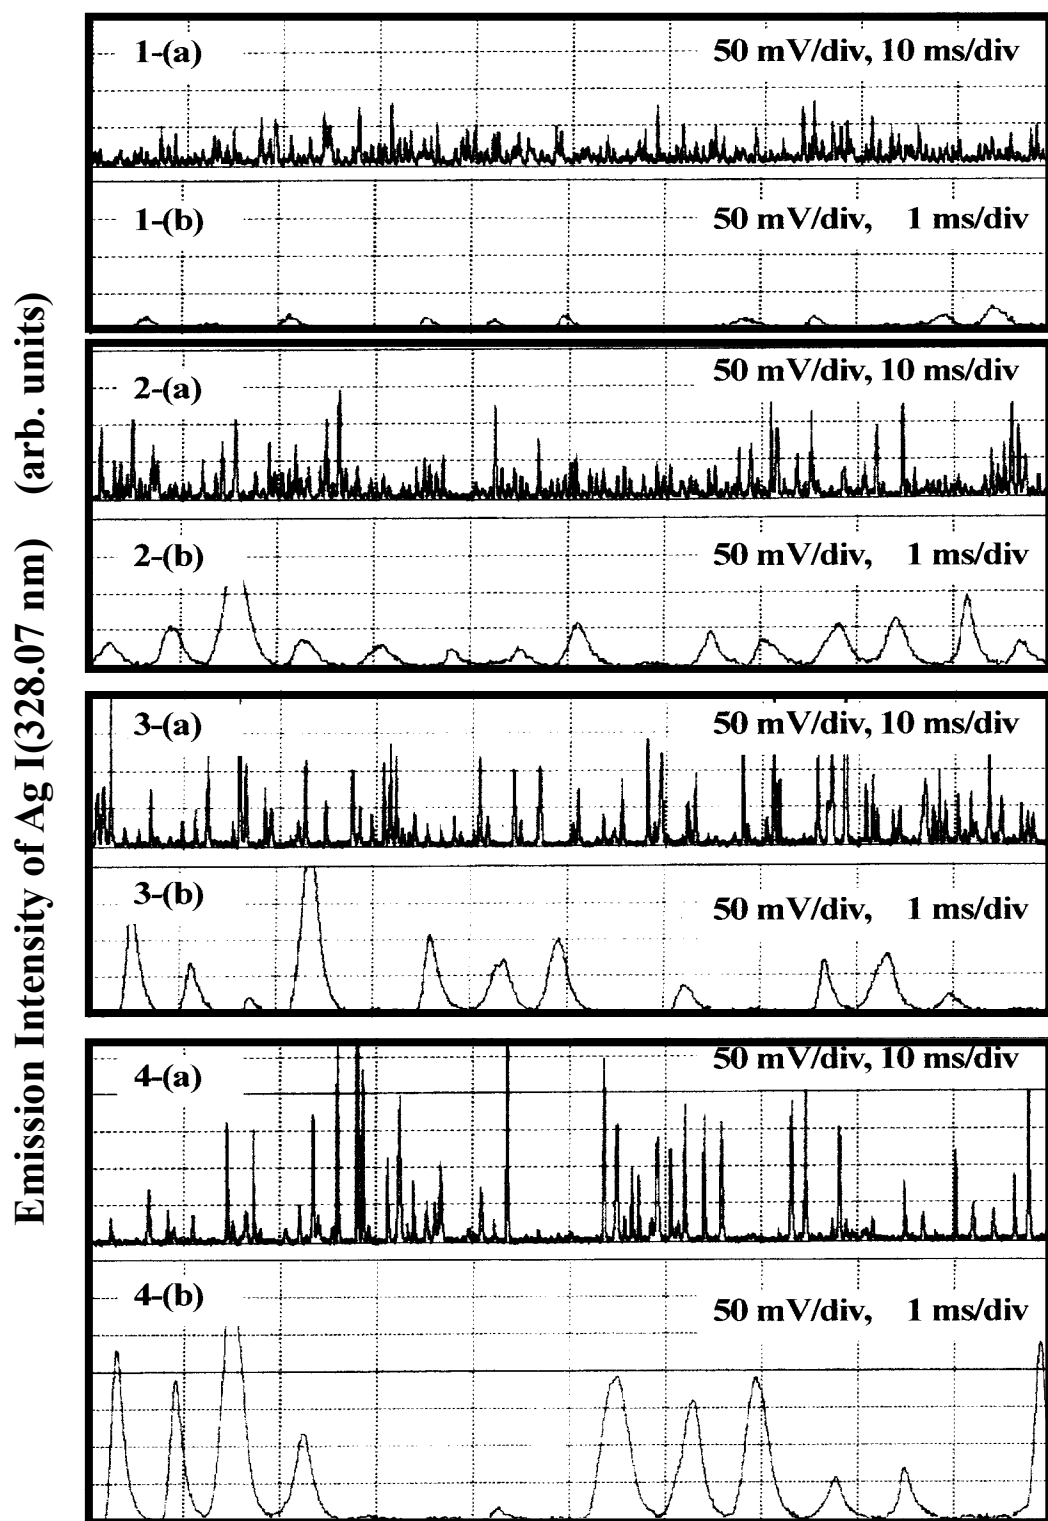 Emission Intensity of Ag I(328.07 nm) (arb. units)
1-(a) 50 mV/div, 10 ms/div
1-(b) 50 mV/div, 1 ms/div
2-(a) 50 mV/div, 10 ms/div
2-(b) 50 mV/div, 1 ms/div
3-(a) 50 mV/div, 10 ms/div
3-(b) 50 mV/div, 1 ms/div
4-(a) 50 mV/div, 10 ms/div
4-(b) 50 mV/div, 1 ms/div